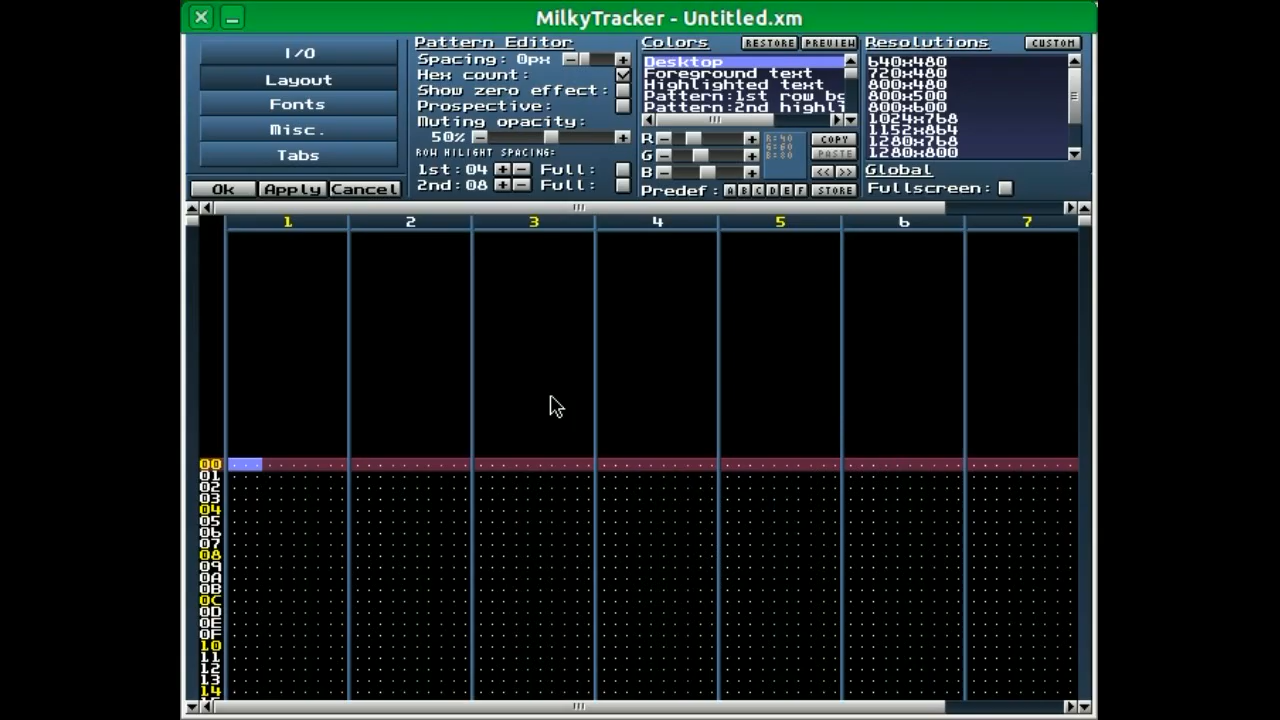 MilkyTracker - Untitled.xm
I/O
Layout
Fonts
Misc.
Tabs
Ok Apply Cancel
Pattern Editor
Spacing: 0px
Hex count:
Show zero effect:
Prospective:
Muting opacity:
50%
ROW HILIGHT SPACING:
1st:04 Full:
2nd:08 Full:
Colors RESTORE PREVIEW
Desktop
Foreground text
Highlighted text
Pattern:1st row bg
Pattern:2nd highli
R
G
B
R:40
G:60
B:80
COPY
PASTE
<< >>
Predef: A B C D E F STORE
Resolutions CUSTOM
640x480
720x480
800x480
800x500
800x600
1024x768
1152x864
1280x768
1280x800
Global
Fullscreen:
1 2 3 4 5 6 7
00
01
02
03
04
05
06
07
08
09
0A
0B
0C
0D
0E
0F
10
11
12
13
14